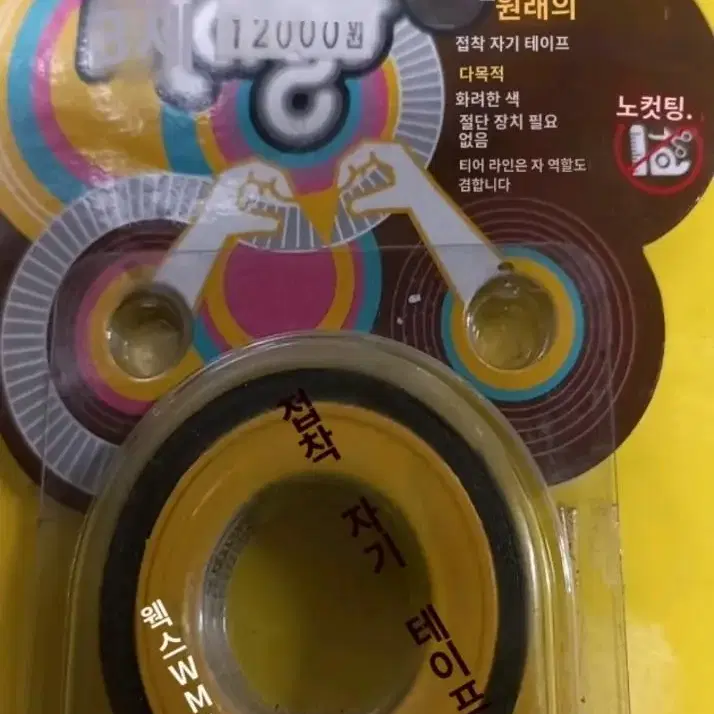 12000원
원래의
접착 자기 테이프
다목적
화려한 색
절단 장치 필요
없음
티어 라인은 자 역할도
겸합니다
노컷팅.
접착
자기
테이프
웩스WM